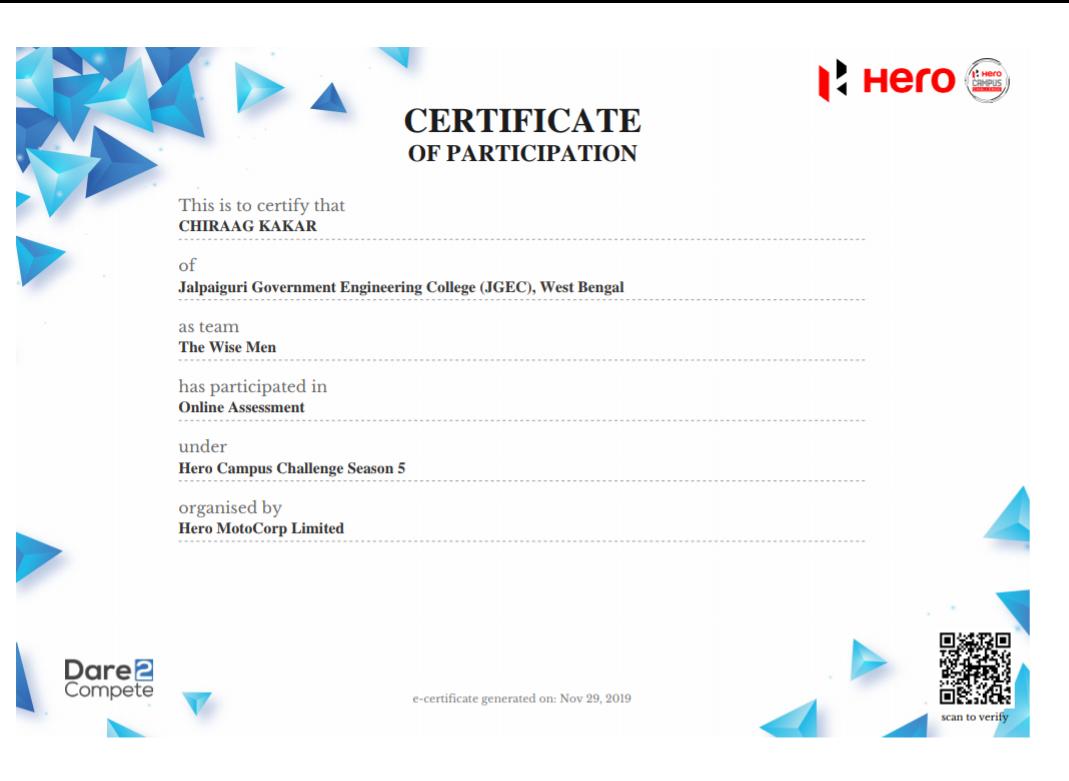 Hero
Hero
CAMPUS
CHALLENGE
CERTIFICATE
OF PARTICIPATION
This is to certify that
CHIRAAG KAKAR
of
Jalpaiguri Government Engineering College (JGEC), West Bengal
as team
The Wise Men
has participated in
Online Assessment
under
Hero Campus Challenge Season 5
organised by
Hero MotoCorp Limited
Dare2
Compete
e-certificate generated on: Nov 29, 2019
scan to verify